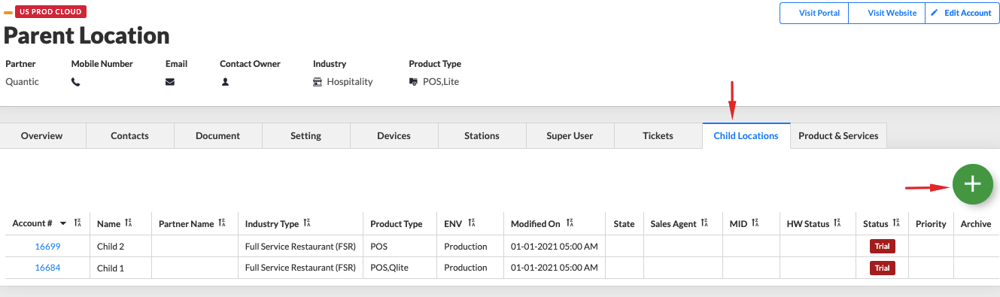 US PROD CLOUD
Visit Portal Visit Website Edit Account
Parent Location
Partner Mobile Number Email Contact Owner Industry Product Type
Quantic Hospitality POS,Lite
Overview Contacts Document Setting Devices Stations Super User Tickets Child Locations Product & Services
Account # Name Partner Name Industry Type Product Type ENV Modified On State Sales Agent MID HW Status Status Priority Archive
16699 Child 2 Full Service Restaurant (FSR) POS Production 01-01-2021 05:00 AM Trial
16684 Child 1 Full Service Restaurant (FSR) POS,Qlite Production 01-01-2021 05:00 AM Trial